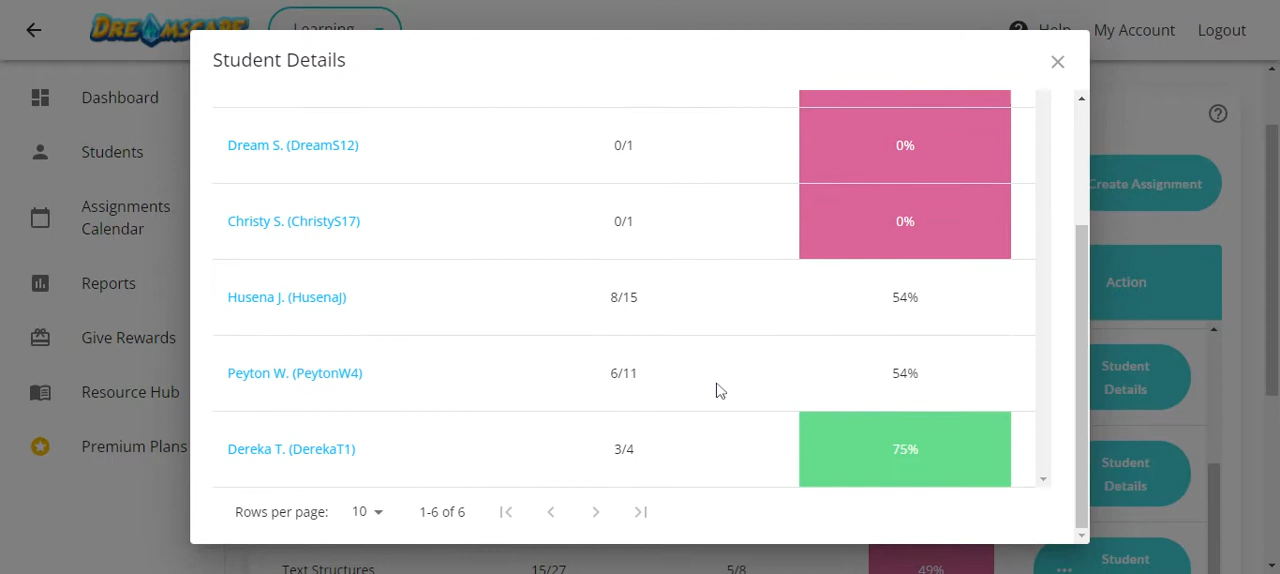 DREAMSCAPE
Learning
Help
My Account
Logout
Student Details
Dashboard
Students
Assignments
Calendar
Reports
Give Rewards
Resource Hub
Premium Plans
Dream S. (DreamS12)
0/1
0%
Christy S. (ChristyS17)
0/1
0%
Husena J. (HusenaJ)
8/15
54%
Peyton W. (PeytonW4)
6/11
54%
Dereka T. (DerekaT1)
3/4
75%
Rows per page:
10
1-6 of 6
Create Assignment
Action
Student
Details
Student
Details
Student
Text Structures
15/27
5/8
49%